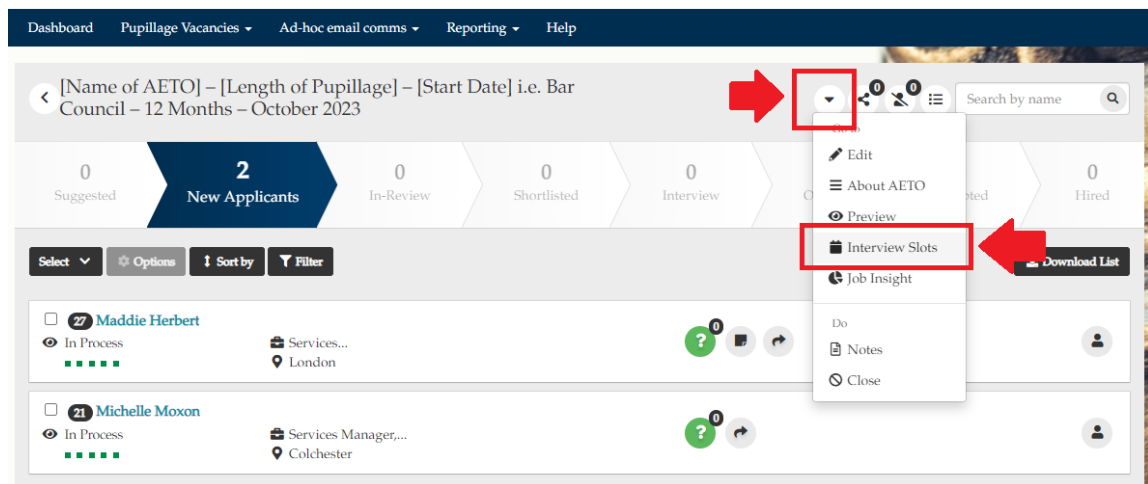 Dashboard Pupillage Vacancies Ad-hoc email comms Reporting Help
[Name of AETO] – [Length of Pupillage] – [Start Date] i.e. Bar
Council – 12 Months – October 2023
0 0
Search by name
Edit
About AETO
Preview
Interview Slots
Job Insight
Do
Notes
Close
0
Suggested
2
New Applicants
0
In-Review
0
Shortlisted
0
Interview
0
Hired
Select Options Sort by Filter
Download List
27 Maddie Herbert
In Process
Services...
London
0
?
21 Michelle Moxon
In Process
Services Manager,...
Colchester
0
?